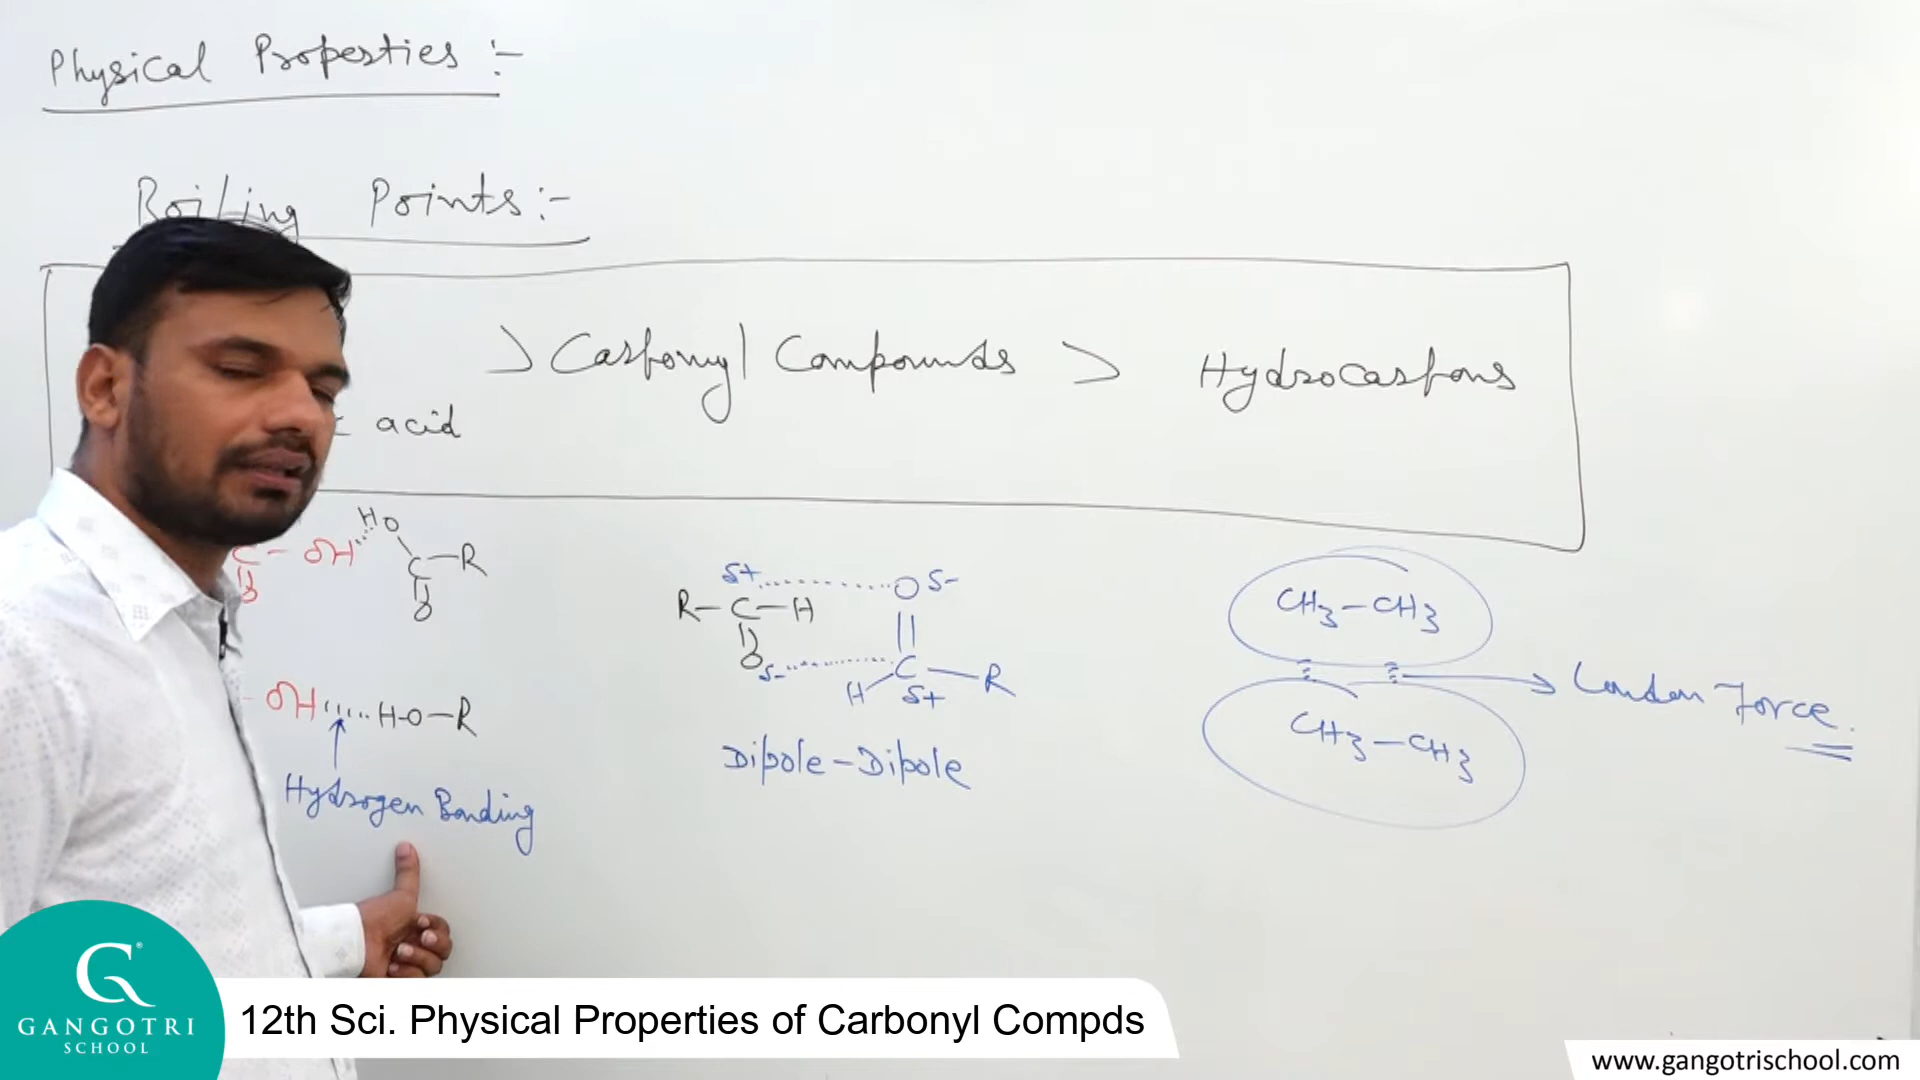 Physical Properties :-
Boiling Points :-
> Carbonyl Compounds > Hydrocarbons
acid
C - OH
O
HO
C - R
O
δ+ O δ-
R - C - H
O
δ-
H C - R
δ+
CH3 - CH3
London Force
CH3 - CH3
- OH ..... H-O-R
Hydrogen Bonding
Dipole-Dipole
G
GANGOTRI
SCHOOL
12th Sci. Physical Properties of Carbonyl Compds
www.gangotrischool.com